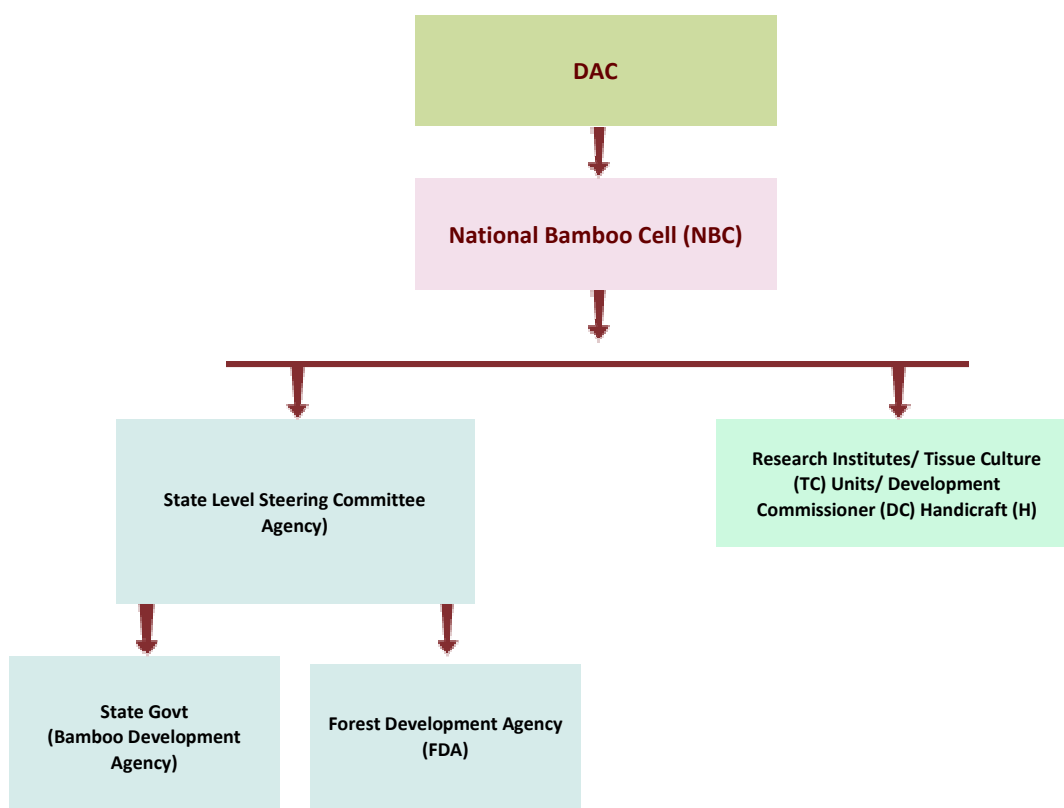 DAC
National Bamboo Cell (NBC)
State Level Steering Committee
Agency)
Research Institutes/ Tissue Culture
(TC) Units/ Development
Commissioner (DC) Handicraft (H)
State Govt
(Bamboo Development
Agency)
Forest Development Agency
(FDA)